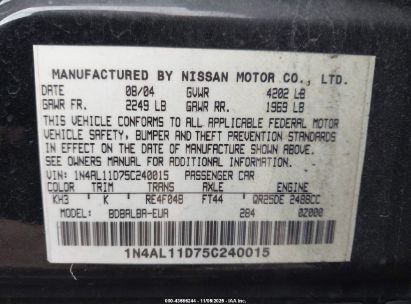 MANUFACTURED BY NISSAN MOTOR CO., LTD.
DATE 08/04 GVWR 4202 LB
GAWR FR. 2249 LB GAWR RR. 1969 LB
THIS VEHICLE CONFORMS TO ALL APPLICABLE FEDERAL MOTOR
VEHICLE SAFETY, BUMPER AND THEFT PREVENTION STANDARDS
IN EFFECT ON THE DATE OF MANUFACTURE SHOWN ABOVE.
SEE OWNERS MANUAL FOR ADDITIONAL INFORMATION.
VIN: 1N4AL11D75C240015 PASSENGER CAR
COLOR TRIM TRANS AXLE ENGINE
KH3 K RE4F04B FT44 QR25DE 2488CC
MODEL: BDBALBA-EUA 284 0Z000
1N4AL11D75C240015